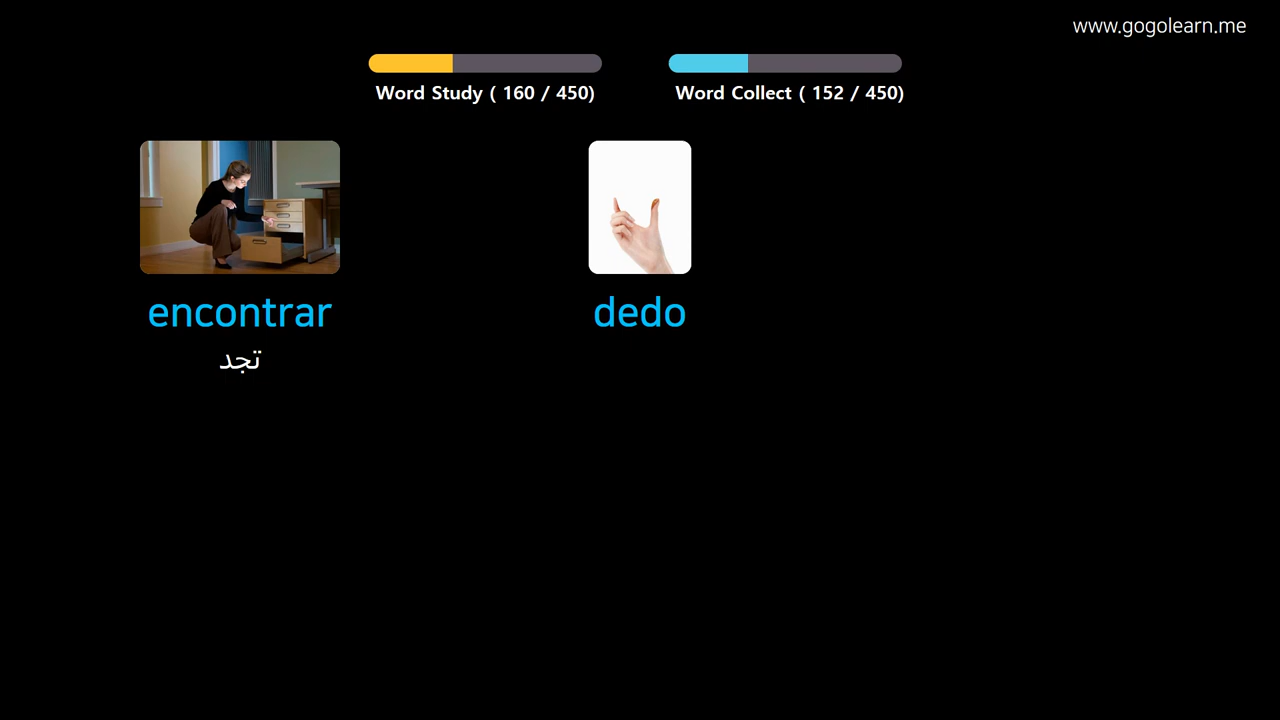 www.gogolearn.me
Word Study ( 160 / 450)
Word Collect ( 152 / 450)
encontrar
تجد
dedo